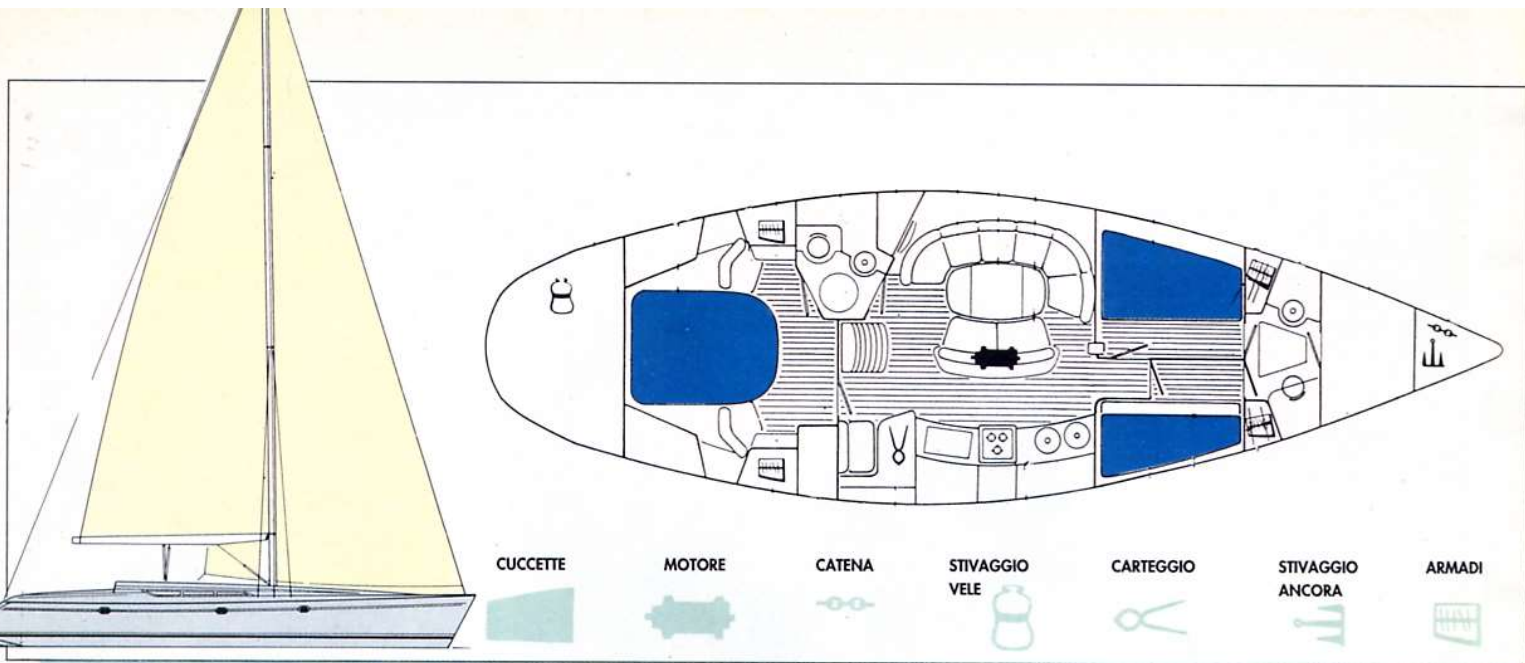 CUCCETTE
MOTORE
CATENA
STIVAGGIO
VELE
CARTEGGIO
STIVAGGIO
ANCORA
ARMADI